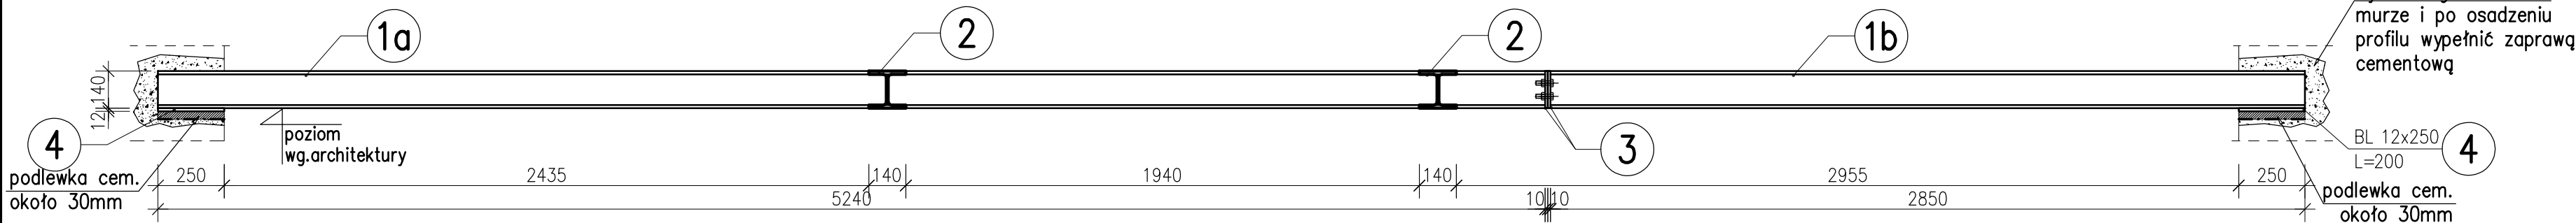 murze i po osadzeniu
profilu wypełnić zaprawą
cementową
1a
2
2
1b
140
12
4
poziom
wg.architektury
3
BL 12x250
L=200
4
podlewka cem.
około 30mm
250
2435
140
1940
140
2955
250
5240
10
10
2850
podlewka cem.
około 30mm